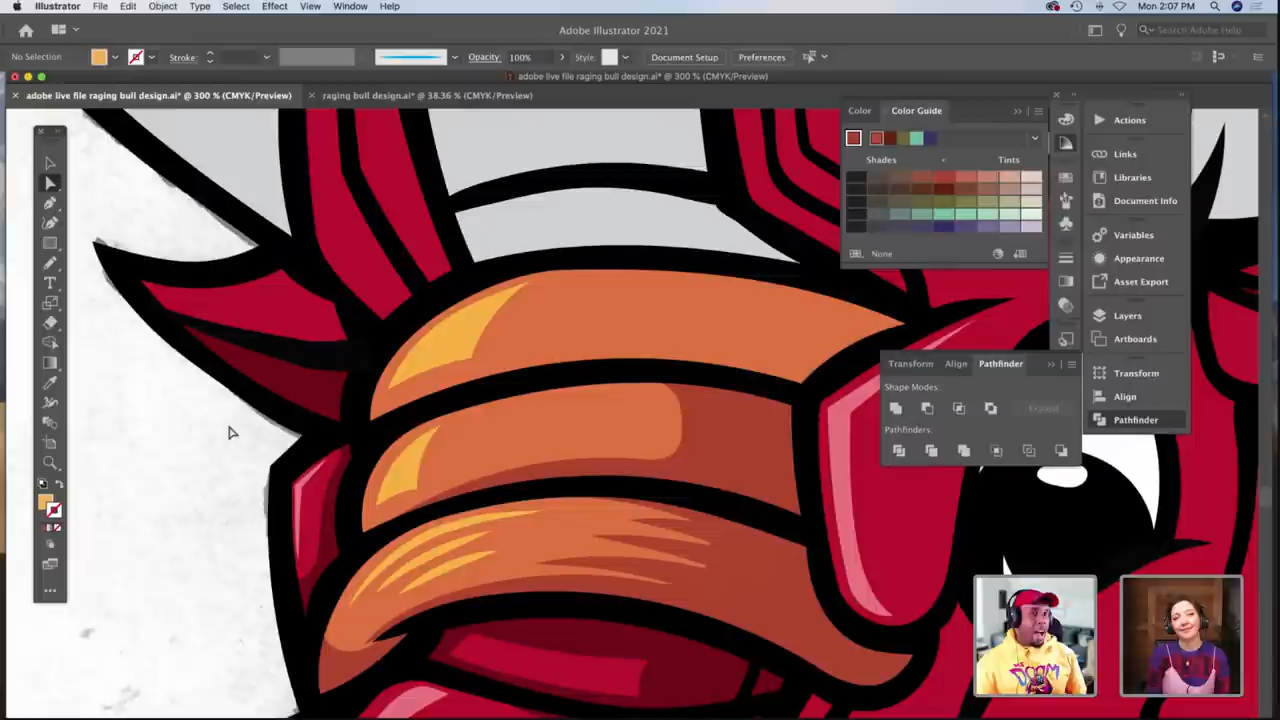 Illustrator File Edit Object Type Select Effect View Window Help Mon 2:07 PM
Adobe Illustrator 2021 Search Adobe Help
No Selection Stroke: Opacity: 100% Style: Document Setup Preferences
adobe live file raging bull design.ai* @ 300 % (CMYK/Preview)
adobe live file raging bull design.ai* @ 300 % (CMYK/Preview) raging bull design.ai* @ 38.36 % (CMYK/Preview)
Color Color Guide
Shades Tints
None
Actions
Links
Libraries
Document Info
Variables
Appearance
Asset Export
Layers
Artboards
Transform
Align
Pathfinder
Transform Align Pathfinder
Shape Modes:
Expand
Pathfinders:
DOOM